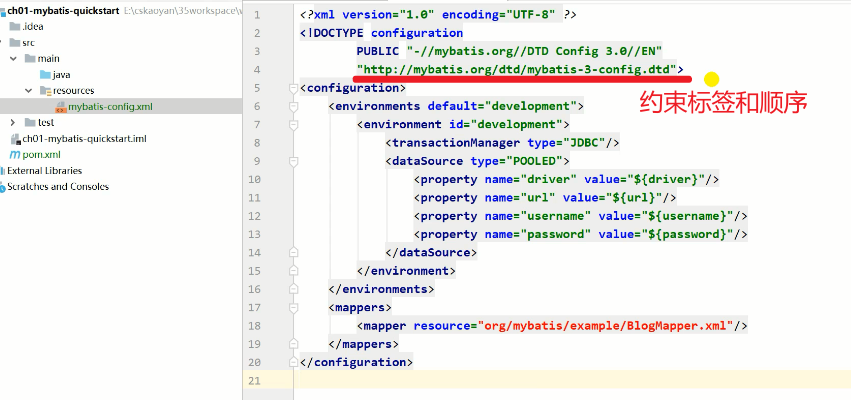 ch01-mybatis-quickstart E:\cskaoyan\35workspace\
.idea
src
main
java
resources
mybatis-config.xml
test
ch01-mybatis-quickstart.iml
pom.xml
External Libraries
Scratches and Consoles
1 <?xml version="1.0" encoding="UTF-8" ?>
2 <!DOCTYPE configuration
3 PUBLIC "-//mybatis.org//DTD Config 3.0//EN"
4 "http://mybatis.org/dtd/mybatis-3-config.dtd">
5 <configuration>
约束标签和顺序
6 <environments default="development">
7 <environment id="development">
8 <transactionManager type="JDBC"/>
9 <dataSource type="POOLED">
10 <property name="driver" value="${driver}"/>
11 <property name="url" value="${url}"/>
12 <property name="username" value="${username}"/>
13 <property name="password" value="${password}"/>
14 </dataSource>
15 </environment>
16 </environments>
17 <mappers>
18 <mapper resource="org/mybatis/example/BlogMapper.xml"/>
19 </mappers>
20 </configuration>
21